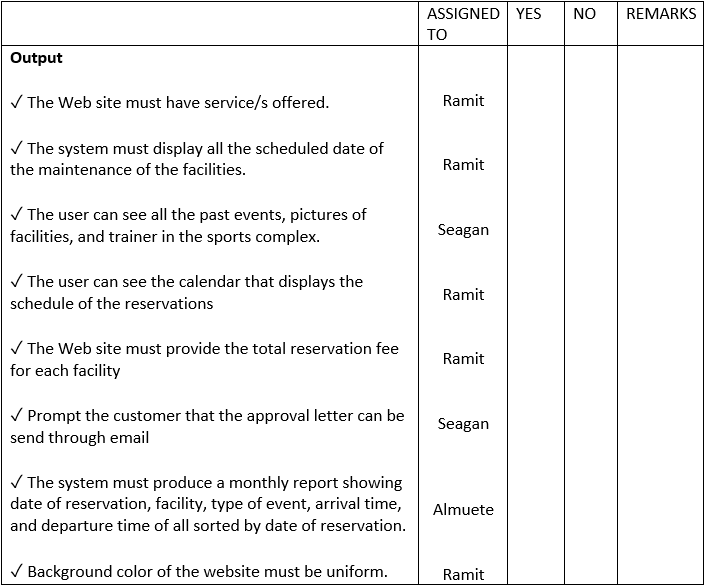 ASSIGNED TO YES NO REMARKS
Output
✓ The Web site must have service/s offered. Ramit
✓ The system must display all the scheduled date of
the maintenance of the facilities. Ramit
✓ The user can see all the past events, pictures of
facilities, and trainer in the sports complex. Seagan
✓ The user can see the calendar that displays the
schedule of the reservations Ramit
✓ The Web site must provide the total reservation fee
for each facility Ramit
✓ Prompt the customer that the approval letter can be
send through email Seagan
✓ The system must produce a monthly report showing
date of reservation, facility, type of event, arrival time,
and departure time of all sorted by date of reservation. Almuete
✓ Background color of the website must be uniform. Ramit